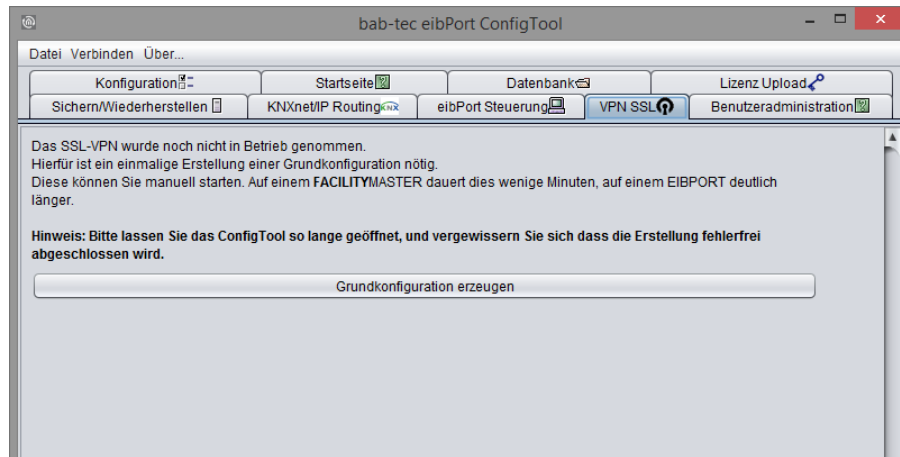 bab-tec eibPort ConfigTool
Datei Verbinden Über...
Konfiguration Startseite Datenbank Lizenz Upload
Sichern/Wiederherstellen KNXnet/IP Routing KNX eibPort Steuerung VPN SSL Benutzeradministration
Das SSL-VPN wurde noch nicht in Betrieb genommen.
Hierfür ist ein einmalige Erstellung einer Grundkonfiguration nötig.
Diese können Sie manuell starten. Auf einem FACILITYMASTER dauert dies wenige Minuten, auf einem EIBPORT deutlich
länger.
Hinweis: Bitte lassen Sie das ConfigTool so lange geöffnet, und vergewissern Sie sich dass die Erstellung fehlerfrei
abgeschlossen wird.
Grundkonfiguration erzeugen